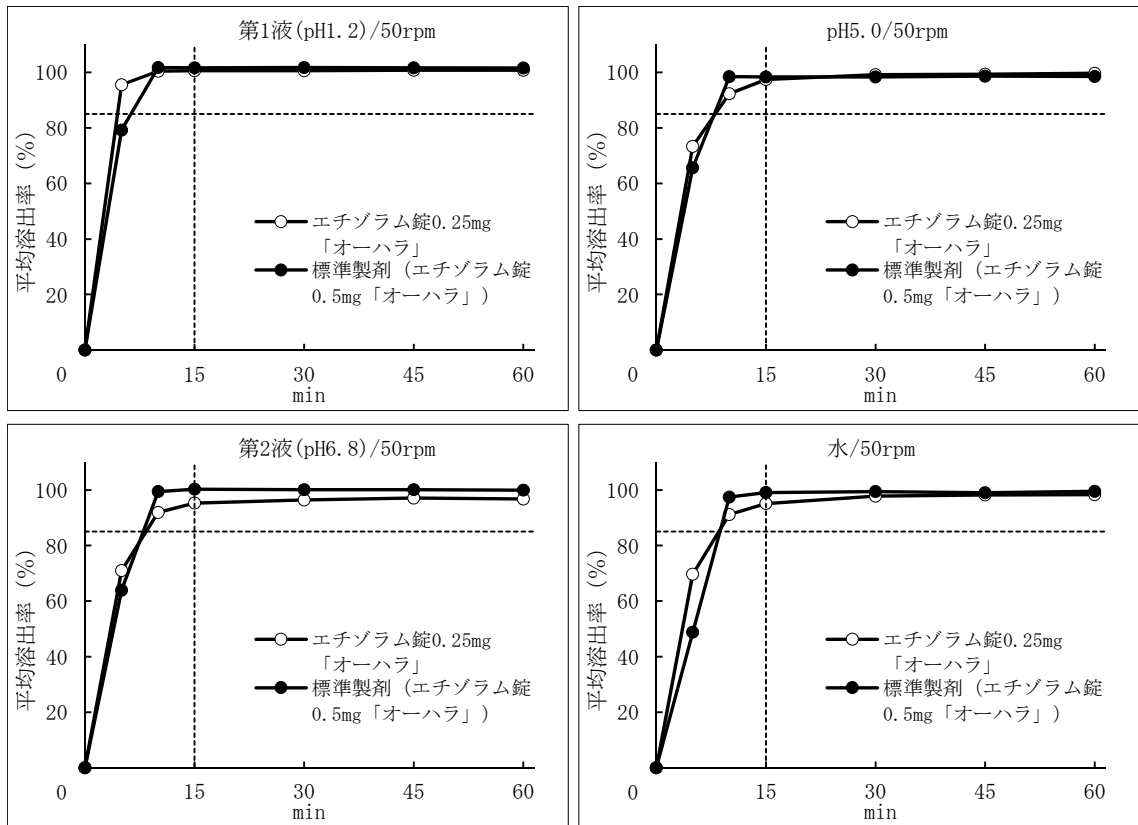 第1液(pH1.2)/50rpm
平均溶出率 (%)
100
80
60
40
20
0
15
30
45
60
min
エチゾラム錠0.25mg
「オーハラ」
標準製剤 (エチゾラム錠
0.5mg「オーハラ」)
pH5.0/50rpm
平均溶出率 (%)
100
80
60
40
20
0
15
30
45
60
min
エチゾラム錠0.25mg
「オーハラ」
標準製剤 (エチゾラム錠
0.5mg「オーハラ」)
第2液(pH6.8)/50rpm
平均溶出率 (%)
100
80
60
40
20
0
15
30
45
60
min
エチゾラム錠0.25mg
「オーハラ」
標準製剤 (エチゾラム錠
0.5mg「オーハラ」)
水/50rpm
平均溶出率 (%)
100
80
60
40
20
0
15
30
45
60
min
エチゾラム錠0.25mg
「オーハラ」
標準製剤 (エチゾラム錠
0.5mg「オーハラ」)